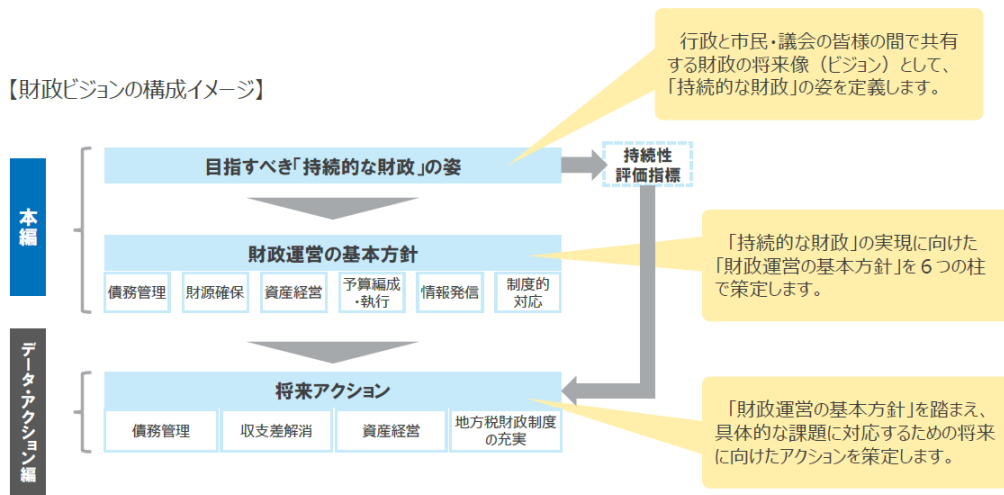 【財政ビジョンの構成イメージ】
行政と市民・議会の皆様の間で共有
する財政の将来像（ビジョン）として、
「持続的な財政」の姿を定義します。
本編
目指すべき「持続的な財政」の姿
持続性
評価指標
財政運営の基本方針
債務管理
財源確保
資産経営
予算編成
・執行
情報発信
制度的
対応
「持続的な財政」の実現に向けた
「財政運営の基本方針」を６つの柱
で策定します。
データ・アクション編
将来アクション
債務管理
収支差解消
資産経営
地方税財政制度
の充実
「財政運営の基本方針」を踏まえ、
具体的な課題に対応するための将来
に向けたアクションを策定します。